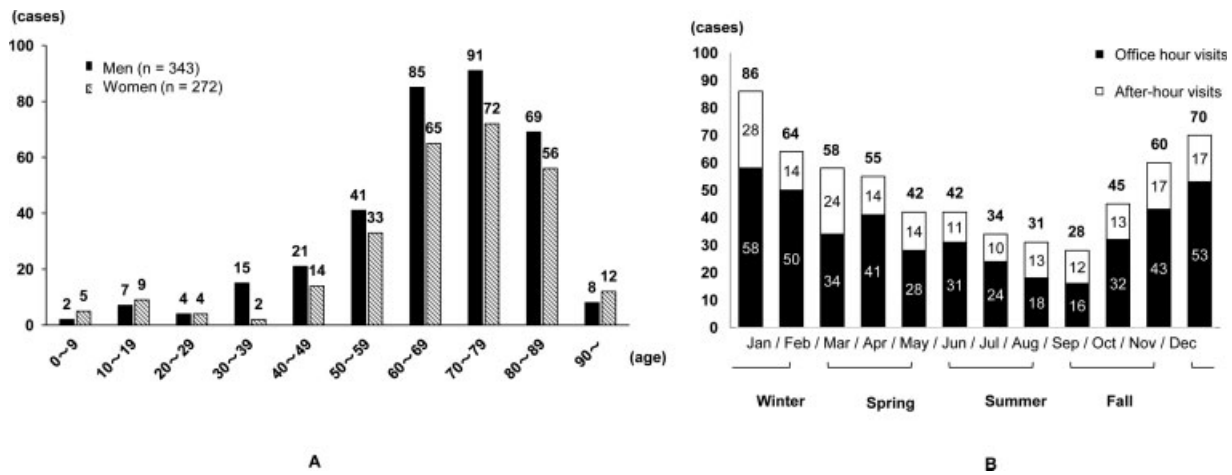 (cases)
100
80
60
40
20
0
Men (n = 343)
Women (n = 272)
2 5 7 9 4 4 15 2 21 14 41 33 85 65 91 72 69 56 8 12
0～9 10～19 20～29 30～39 40～49 50～59 60～69 70～79 80～89 90～ (age)
A
(cases)
100
90
80
70
60
50
40
30
20
10
0
Office hour visits
After-hour visits
86 64 58 55 42 42 34 31 28 45 60 70
28 14 24 14 14 11 10 13 12 13 17 17
58 50 34 41 28 31 24 18 16 32 43 53
Jan / Feb / Mar / Apr / May / Jun / Jul / Aug / Sep / Oct / Nov / Dec
Winter Spring Summer Fall
B